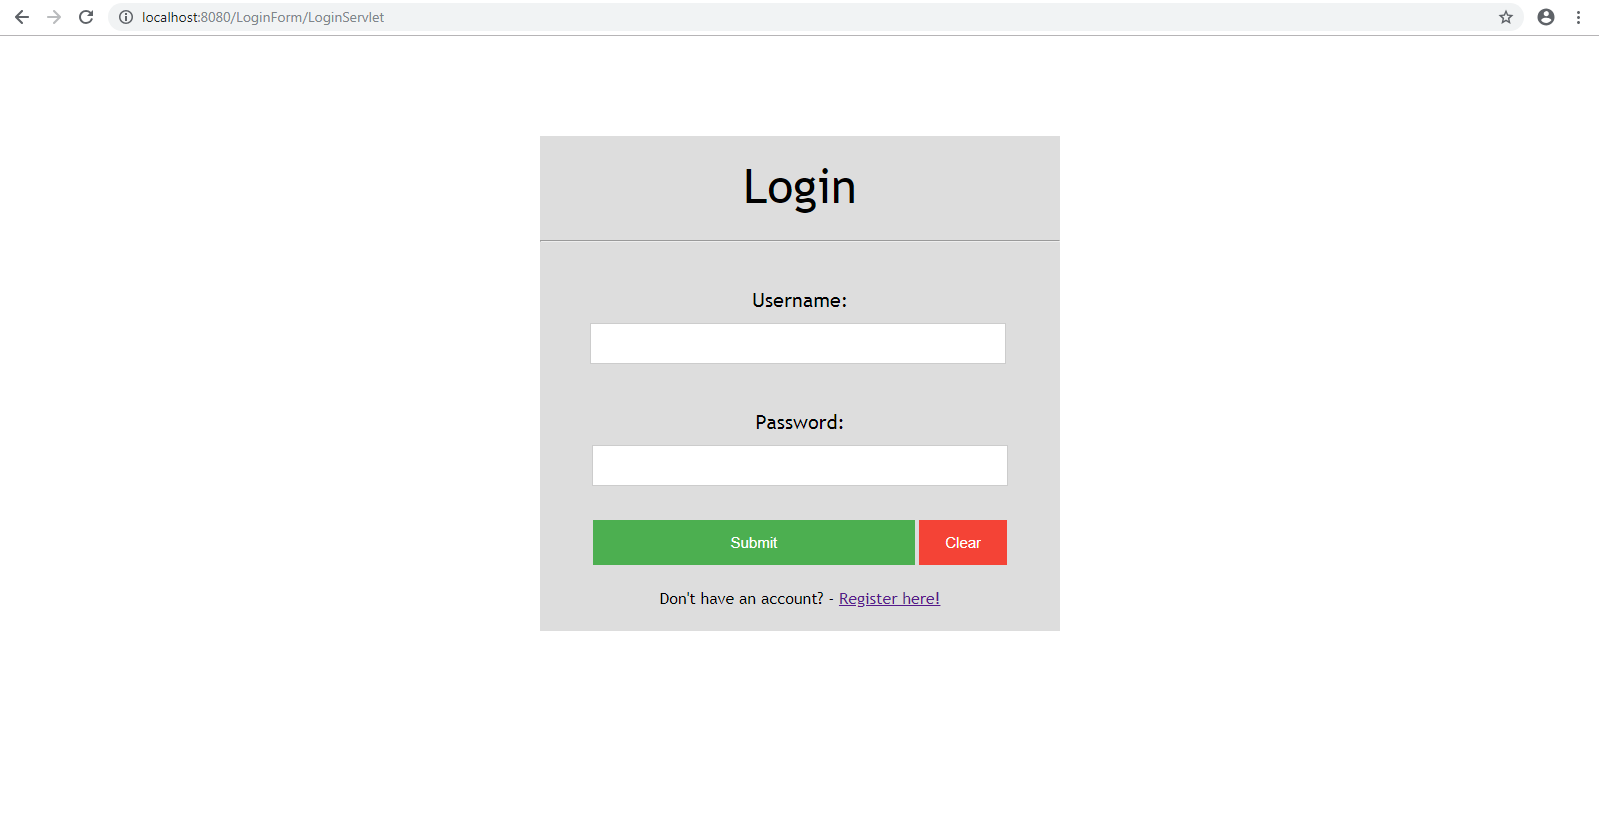 localhost:8080/LoginForm/LoginServlet
Login
Username:
Password:
Submit Clear
Don't have an account? - Register here!